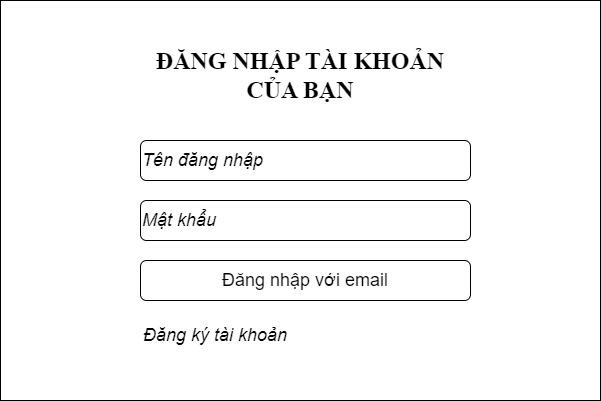 ĐĂNG NHẬP TÀI KHOẢN
CỦA BẠN
Tên đăng nhập
Mật khẩu
Đăng nhập với email
Đăng ký tài khoản